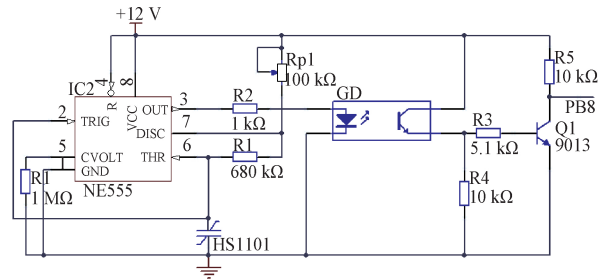 +12 V
IC2
4
8
R
VCC
2
TRIG
OUT
3
DISC
7
5
CVOLT
THR
6
GND
NE555
R1
1 MΩ
R2
1 kΩ
R1
680 kΩ
Rp1
100 kΩ
HS1101
GD
R3
5.1 kΩ
R4
10 kΩ
R5
10 kΩ
PB8
Q1
9013